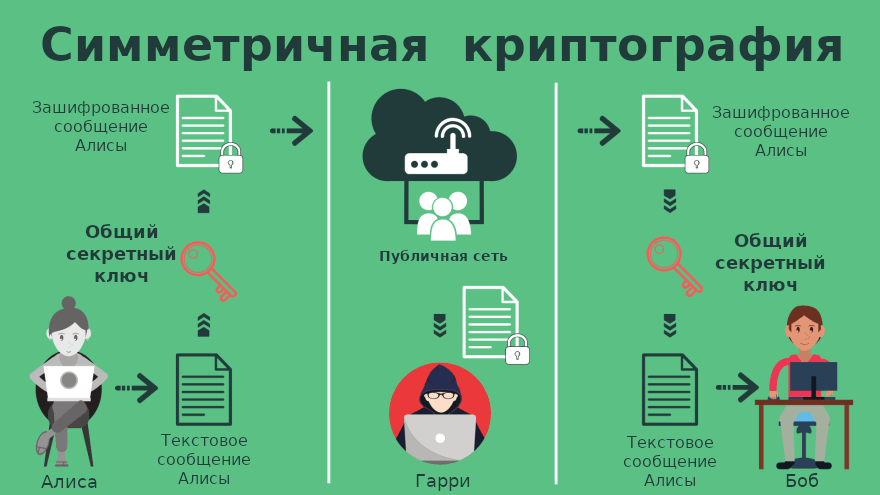 Симметричная криптография
Зашифрованное
сообщение
Алисы
Общий
секретный
ключ
Текстовое
сообщение
Алисы
Алиса
Публичная сеть
Гарри
Зашифрованное
сообщение
Алисы
Общий
секретный
ключ
Текстовое
сообщение
Алисы
Боб